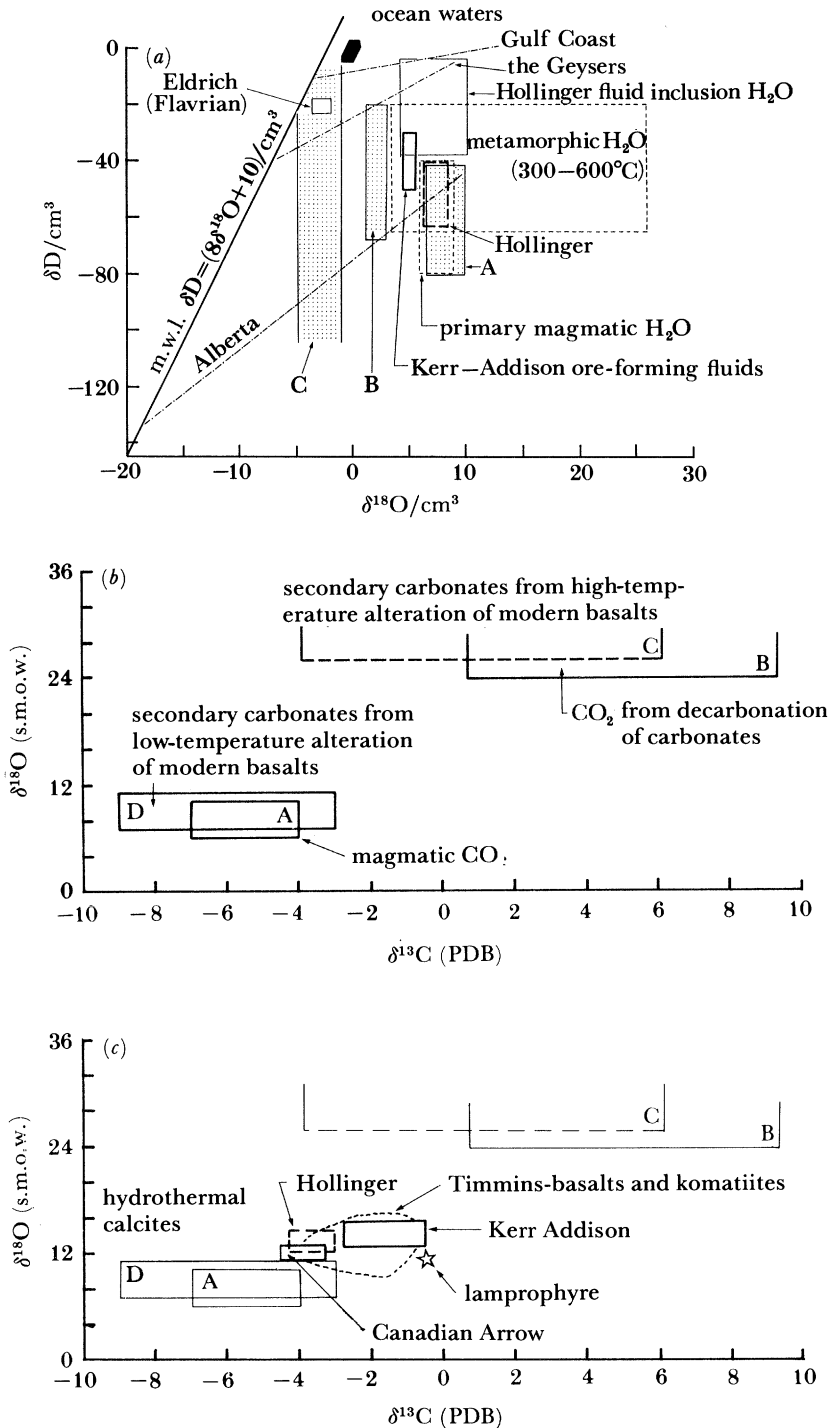 ocean waters
(a)
Gulf Coast
the Geysers
Hollinger fluid inclusion H₂O
Eldrich
(Flavrian)
metamorphic H₂O
(300–600°C)
m.w.l. δD=(8δ¹⁸O+10)/cm³
Hollinger
A
primary magmatic H₂O
Kerr–Addison ore-forming fluids
Alberta
C
B
0
−40
−80
−120
δD/cm³
−20
−10
0
10
20
30
δ¹⁸O/cm³
(b)
36
24
12
0
δ¹⁸O (s.m.o.w.)
secondary carbonates from high-temp-
erature alteration of modern basalts
C
B
CO₂ from decarbonation
of carbonates
secondary carbonates from
low-temperature alteration
of modern basalts
D
A
magmatic CO
−10
−8
−6
−4
−2
0
2
4
6
8
10
δ¹³C (PDB)
(c)
36
24
12
0
δ¹⁸O (s.m.o.w.)
C
B
Hollinger
Timmins-basalts and komatiites
hydrothermal
calcites
Kerr Addison
D
A
lamprophyre
Canadian Arrow
−10
−8
−6
−4
−2
0
2
4
6
8
10
δ¹³C (PDB)